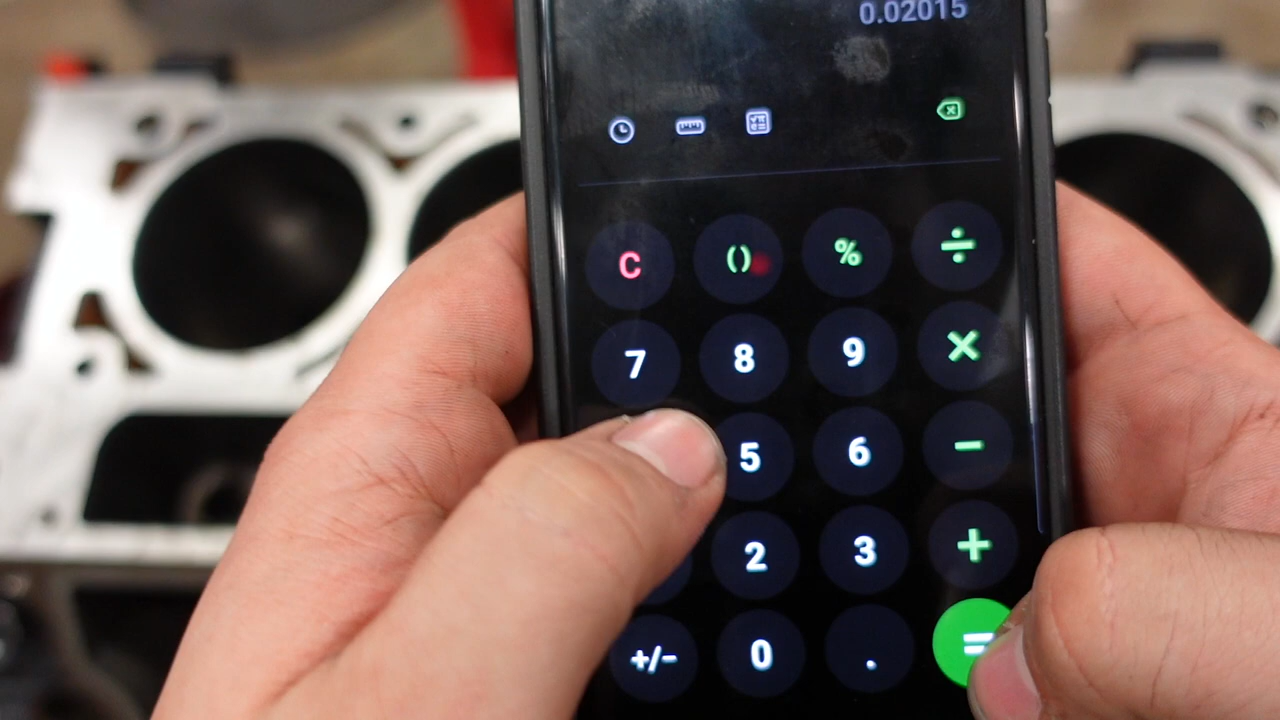 0.02015
C () % ÷
7 8 9 ×
5 6 −
2 3 +
+/− 0 . =